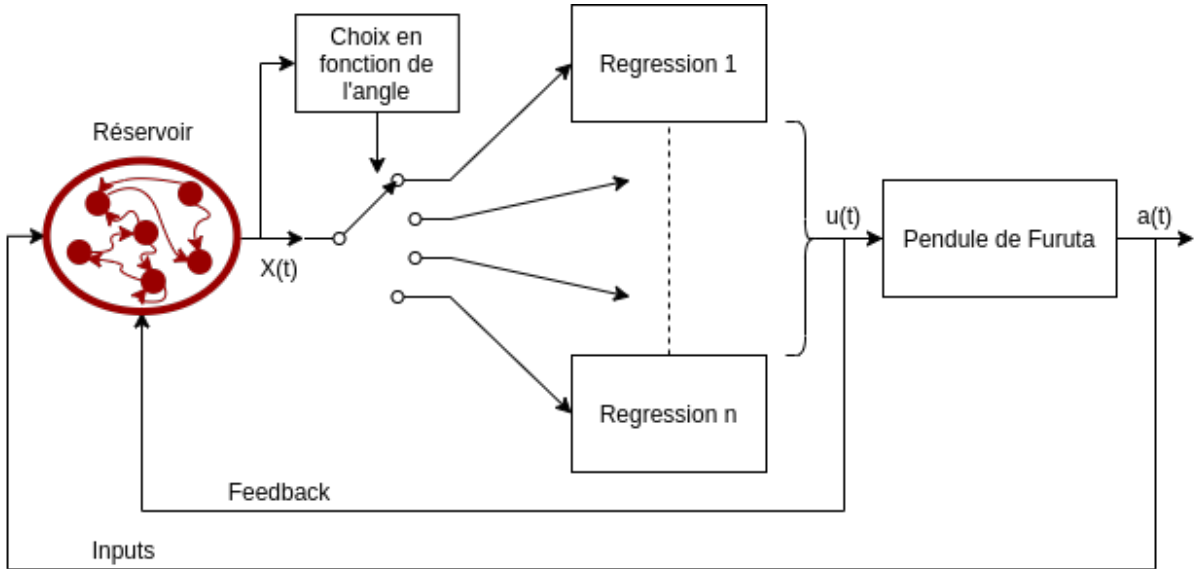 Choix en
fonction de
l'angle
Regression 1
Réservoir
X(t)
u(t)
Pendule de Furuta
a(t)
Regression n
Feedback
Inputs